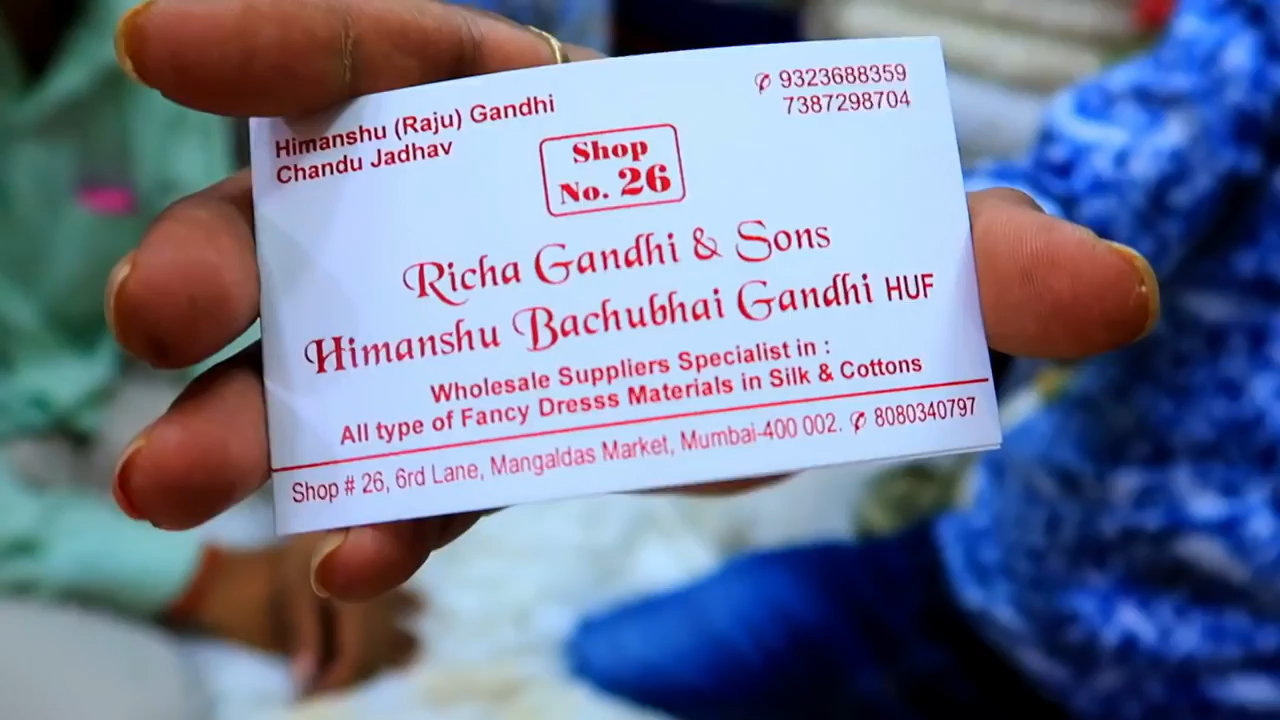 Himanshu (Raju) Gandhi
Chandu Jadhav
9323688359
7387298704
Shop
No. 26
Richa Gandhi & Sons
Himanshu Bachubhai Gandhi HUF
Wholesale Suppliers Specialist in :
All type of Fancy Dresss Materials in Silk & Cottons
Shop # 26, 6rd Lane, Mangaldas Market, Mumbai-400 002. ✆ 8080340797